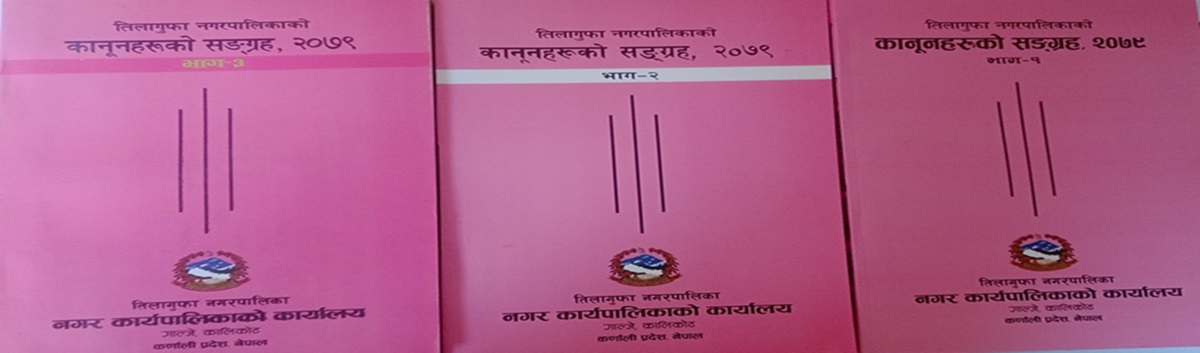 तिलागुफा नगरपालिकाको
कानूनहरूको सङ्ग्रह, २०७९
भाग-३
तिलागुफा नगरपालिका
नगर कार्यपालिकाको कार्यालय
गाल्जे, कालिकोट
कर्णाली प्रदेश, नेपाल
तिलागुफा नगरपालिकाको
कानूनहरूको सङ्ग्रह, २०७९
भाग-२
तिलागुफा नगरपालिका
नगर कार्यपालिकाको कार्यालय
गाल्जे, कालिकोट
कर्णाली प्रदेश, नेपाल
तिलागुफा नगरपालिकाको
कानूनहरूको सङ्ग्रह, २०७९
भाग-१
तिलागुफा नगरपालिका
नगर कार्यपालिकाको कार्यालय
गाल्जे, कालिकोट
कर्णाली प्रदेश, नेपाल